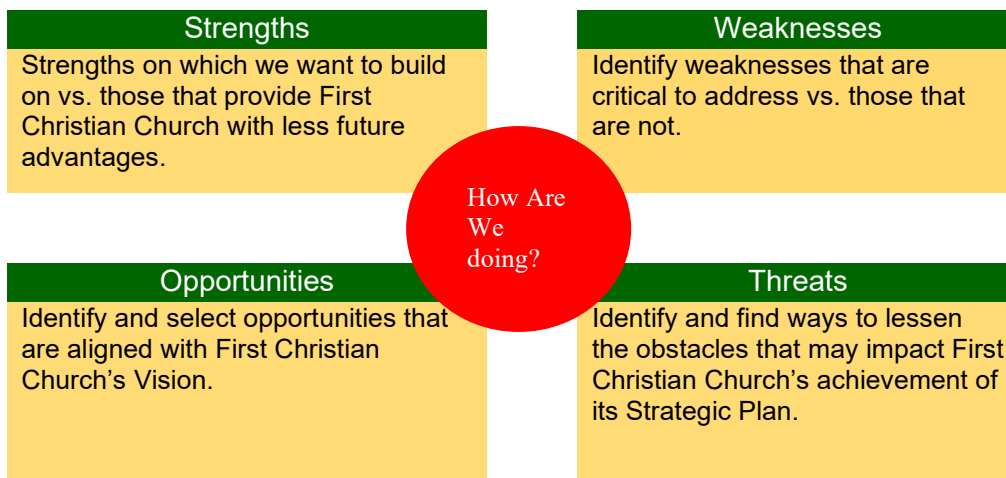 Strengths
Strengths on which we want to build
on vs. those that provide First
Christian Church with less future
advantages.
Weaknesses
Identify weaknesses that are
critical to address vs. those that
are not.
How Are
We
doing?
Opportunities
Identify and select opportunities that
are aligned with First Christian
Church’s Vision.
Threats
Identify and find ways to lessen
the obstacles that may impact First
Christian Church’s achievement of
its Strategic Plan.